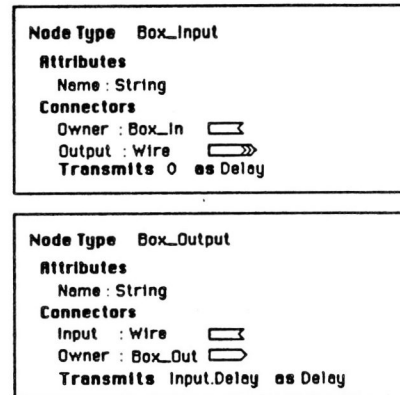 Node Type Box_Input
Attributes
Name : String
Connectors
Owner : Box_In
Output : Wire
Transmits 0 as Delay
Node Type Box_Output
Attributes
Name : String
Connectors
Input : Wire
Owner : Box_Out
Transmits Input.Delay as Delay